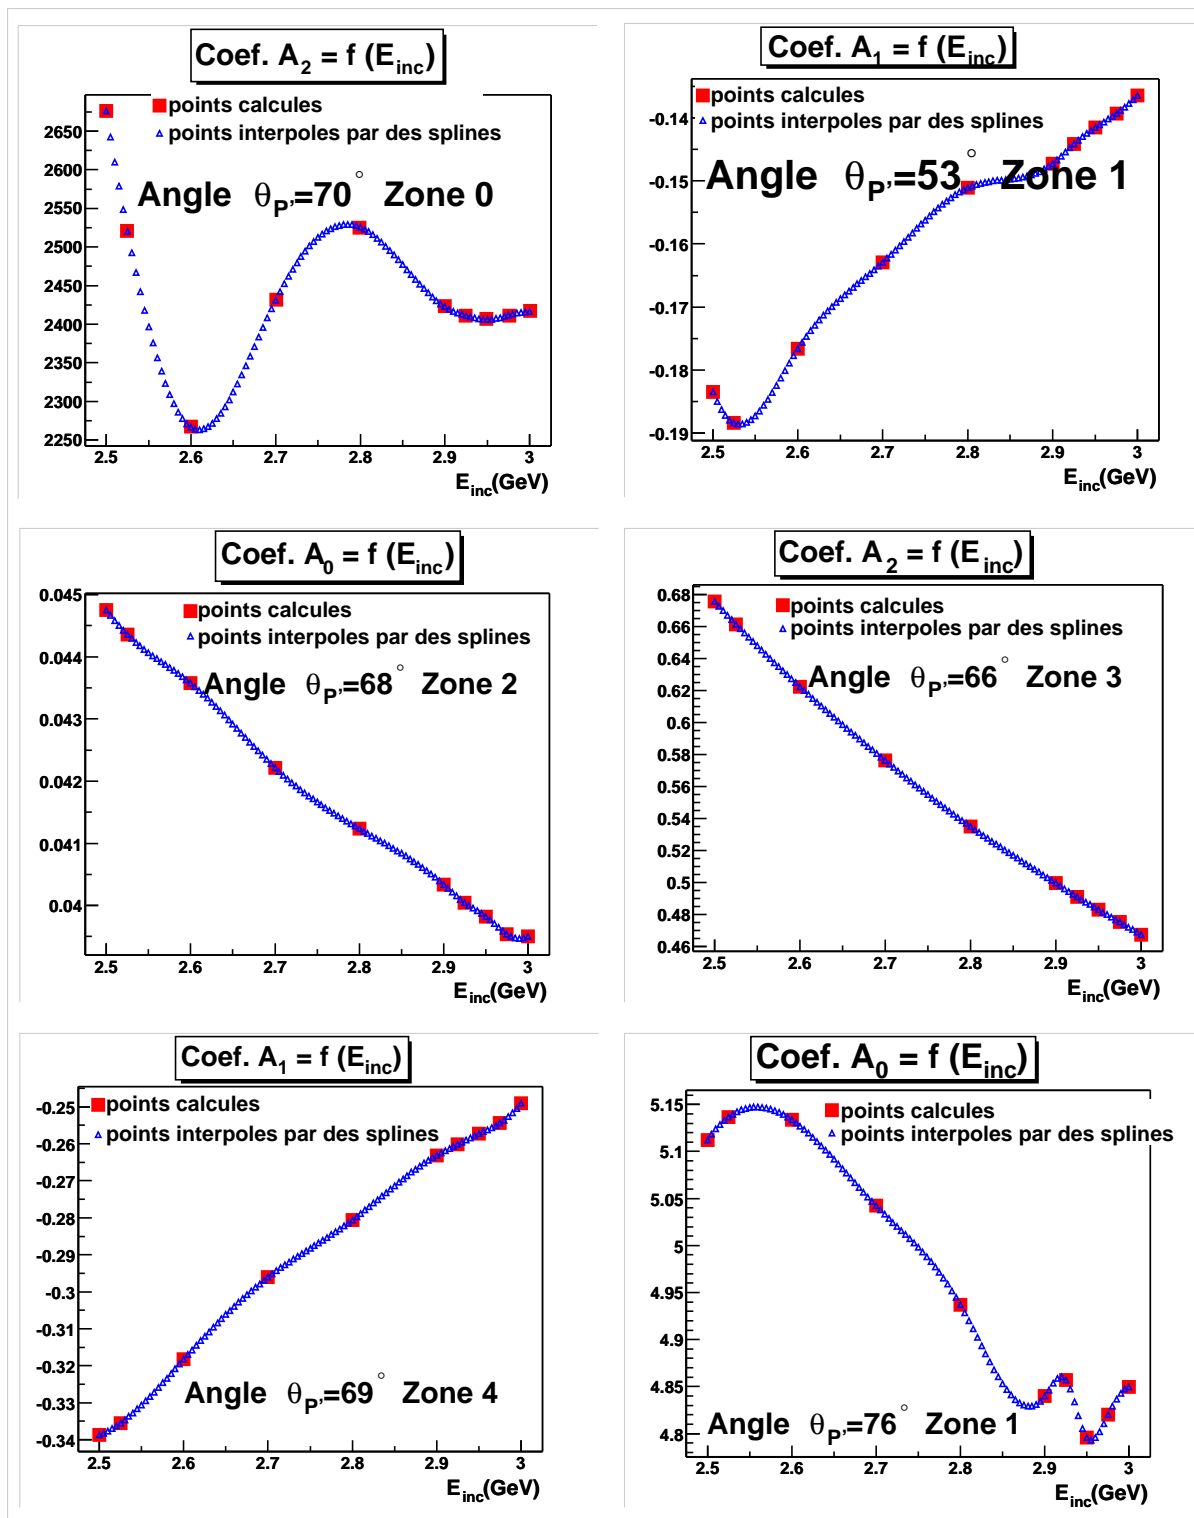 Coef. A2 = f (Einc)
points calcules
points interpoles par des splines
Angle θP'=70° Zone 0
2650
2600
2550
2500
2450
2400
2350
2300
2250
2.5 2.6 2.7 2.8 2.9 3
Einc(GeV)
Coef. A1 = f (Einc)
points calcules
points interpoles par des splines
Angle θP'=53° Zone 1
-0.14
-0.15
-0.16
-0.17
-0.18
-0.19
2.5 2.6 2.7 2.8 2.9 3
Einc(GeV)
Coef. A0 = f (Einc)
points calcules
points interpoles par des splines
Angle θP'=68° Zone 2
0.045
0.044
0.043
0.042
0.041
0.04
2.5 2.6 2.7 2.8 2.9 3
Einc(GeV)
Coef. A2 = f (Einc)
points calcules
points interpoles par des splines
Angle θP'=66° Zone 3
0.68
0.66
0.64
0.62
0.6
0.58
0.56
0.54
0.52
0.5
0.48
0.46
2.5 2.6 2.7 2.8 2.9 3
Einc(GeV)
Coef. A1 = f (Einc)
points calcules
points interpoles par des splines
-0.25
-0.26
-0.27
-0.28
-0.29
-0.3
-0.31
-0.32
-0.33
-0.34
Angle θP'=69° Zone 4
2.5 2.6 2.7 2.8 2.9 3
Einc(GeV)
Coef. A0 = f (Einc)
points calcules
points interpoles par des splines
5.15
5.1
5.05
5
4.95
4.9
4.85
4.8
Angle θP'=76° Zone 1
2.5 2.6 2.7 2.8 2.9 3
Einc(GeV)